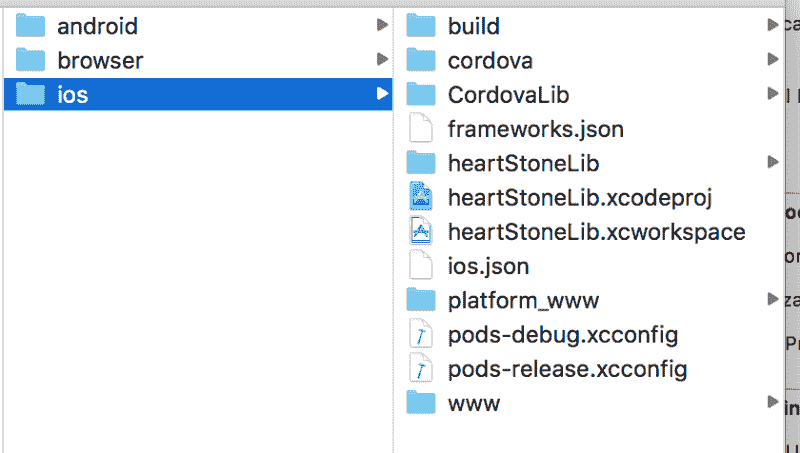 android
browser
ios
build
cordova
CordovaLib
frameworks.json
heartStoneLib
heartStoneLib.xcodeproj
heartStoneLib.xcworkspace
ios.json
platform_www
pods-debug.xcconfig
pods-release.xcconfig
www